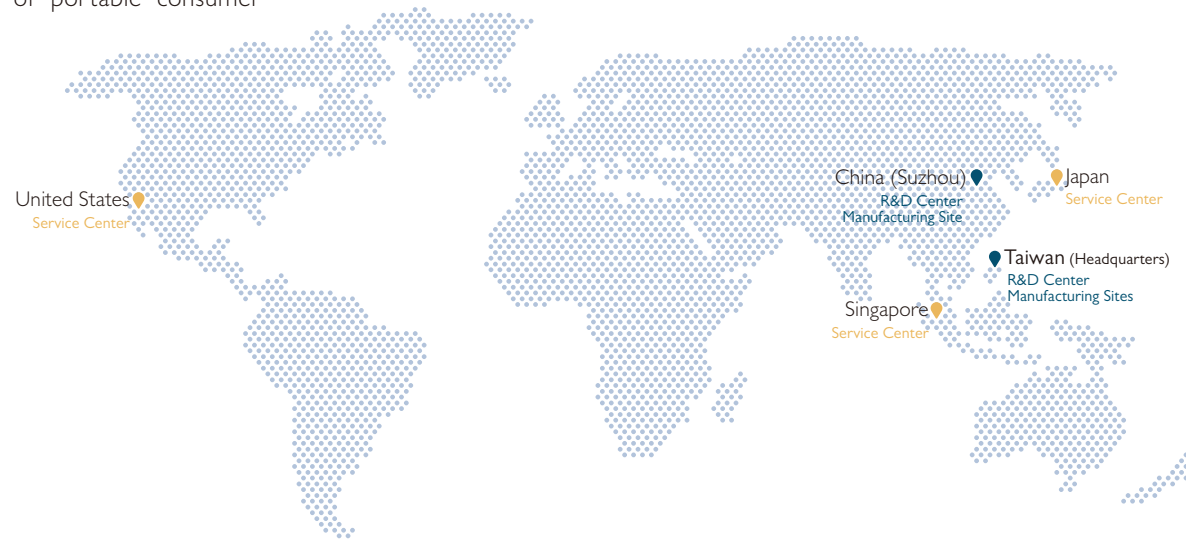 of portable consumer
United States
Service Center
China (Suzhou)
R&D Center
Manufacturing Site
Japan
Service Center
Taiwan (Headquarters)
R&D Center
Manufacturing Sites
Singapore
Service Center